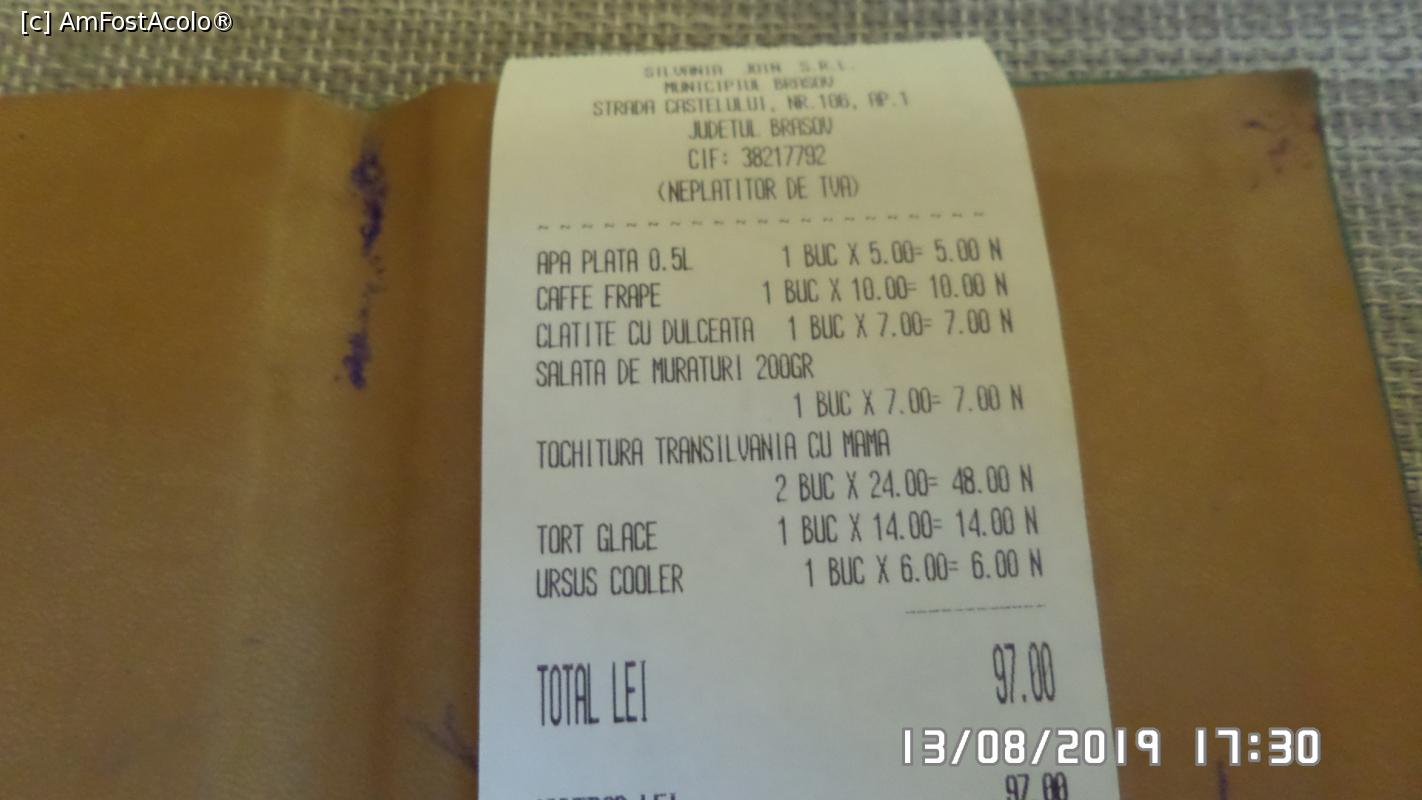 [c] AmFostAcolo®
SILVANIA JOIN S.R.L.
MUNICIPIUL BRASOV
STRADA CASTELULUI, NR.106, AP.1
JUDETUL BRASOV
CIF: 38217792
(NEPLATITOR DE TVA)
APA PLATA 0.5L 1 BUC X 5.00= 5.00 N
CAFFE FRAPE 1 BUC X 10.00= 10.00 N
CLATITE CU DULCEATA 1 BUC X 7.00= 7.00 N
SALATA DE MURATURI 200GR
1 BUC X 7.00= 7.00 N
TOCHITURA TRANSILVANIA CU MAMA
2 BUC X 24.00= 48.00 N
TORT GLACE 1 BUC X 14.00= 14.00 N
URSUS COOLER 1 BUC X 6.00= 6.00 N
TOTAL LEI 97.00
13/08/2019 17:30
LEI 97.00